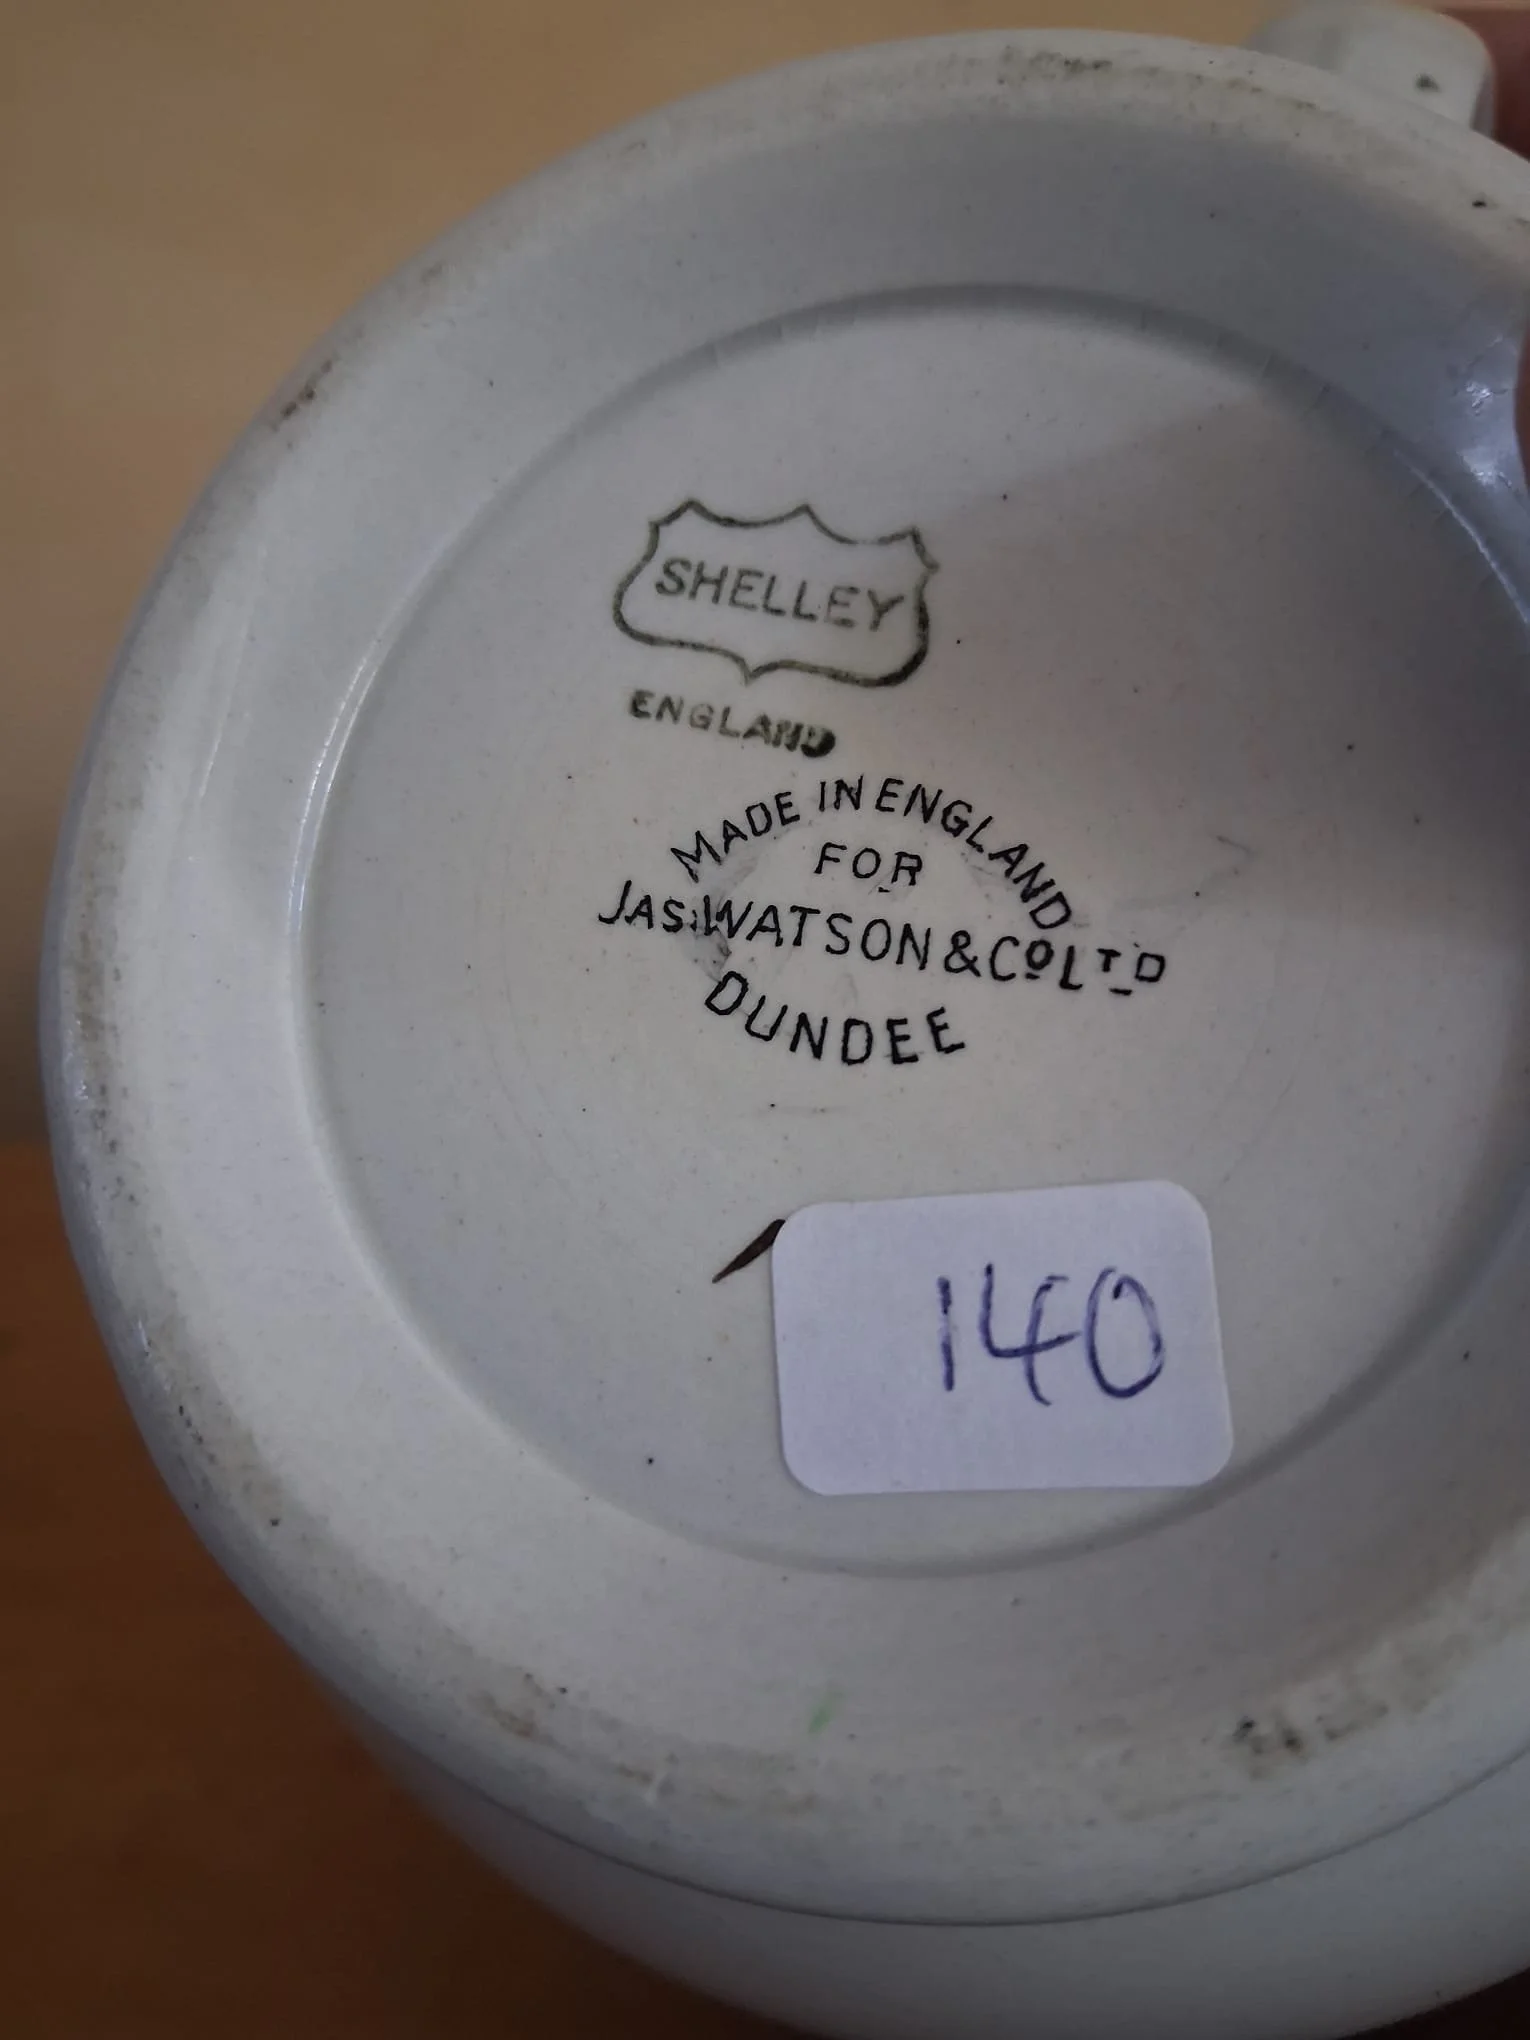 SHELLEY
ENGLAND
MADE IN ENGLAND
FOR
JAS. WATSON & CO LTD
DUNDEE
140